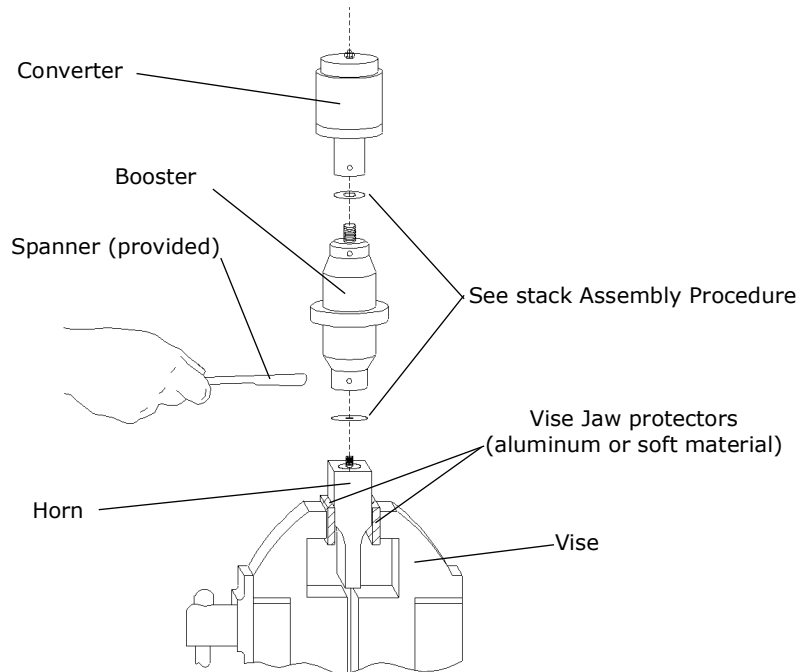 Converter
Booster
Spanner (provided)
See stack Assembly Procedure
Vise Jaw protectors
(aluminum or soft material)
Horn
Vise